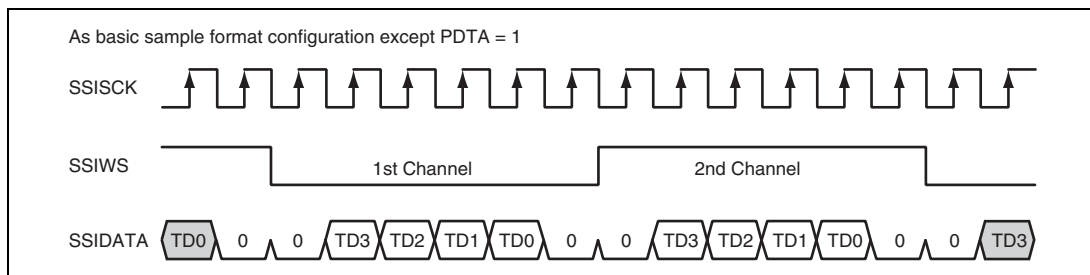 As basic sample format configuration except PDTA = 1
SSISCK
SSIWS 1st Channel 2nd Channel
SSIDATA TD0 0 0 TD3 TD2 TD1 TD0 0 0 TD3 TD2 TD1 TD0 0 0 TD3